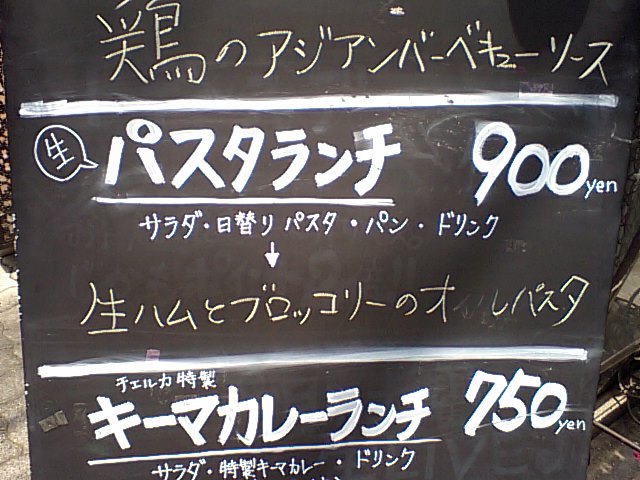 鶏のアジアンバーベキューソース
生 パスタランチ 900yen
サラダ・日替り パスタ・パン・ドリンク
↓
生ハムとブロッコリーのオイルパスタ
チェルカ特製
キーマカレーランチ 750yen
サラダ・特製キーマカレー・ドリンク